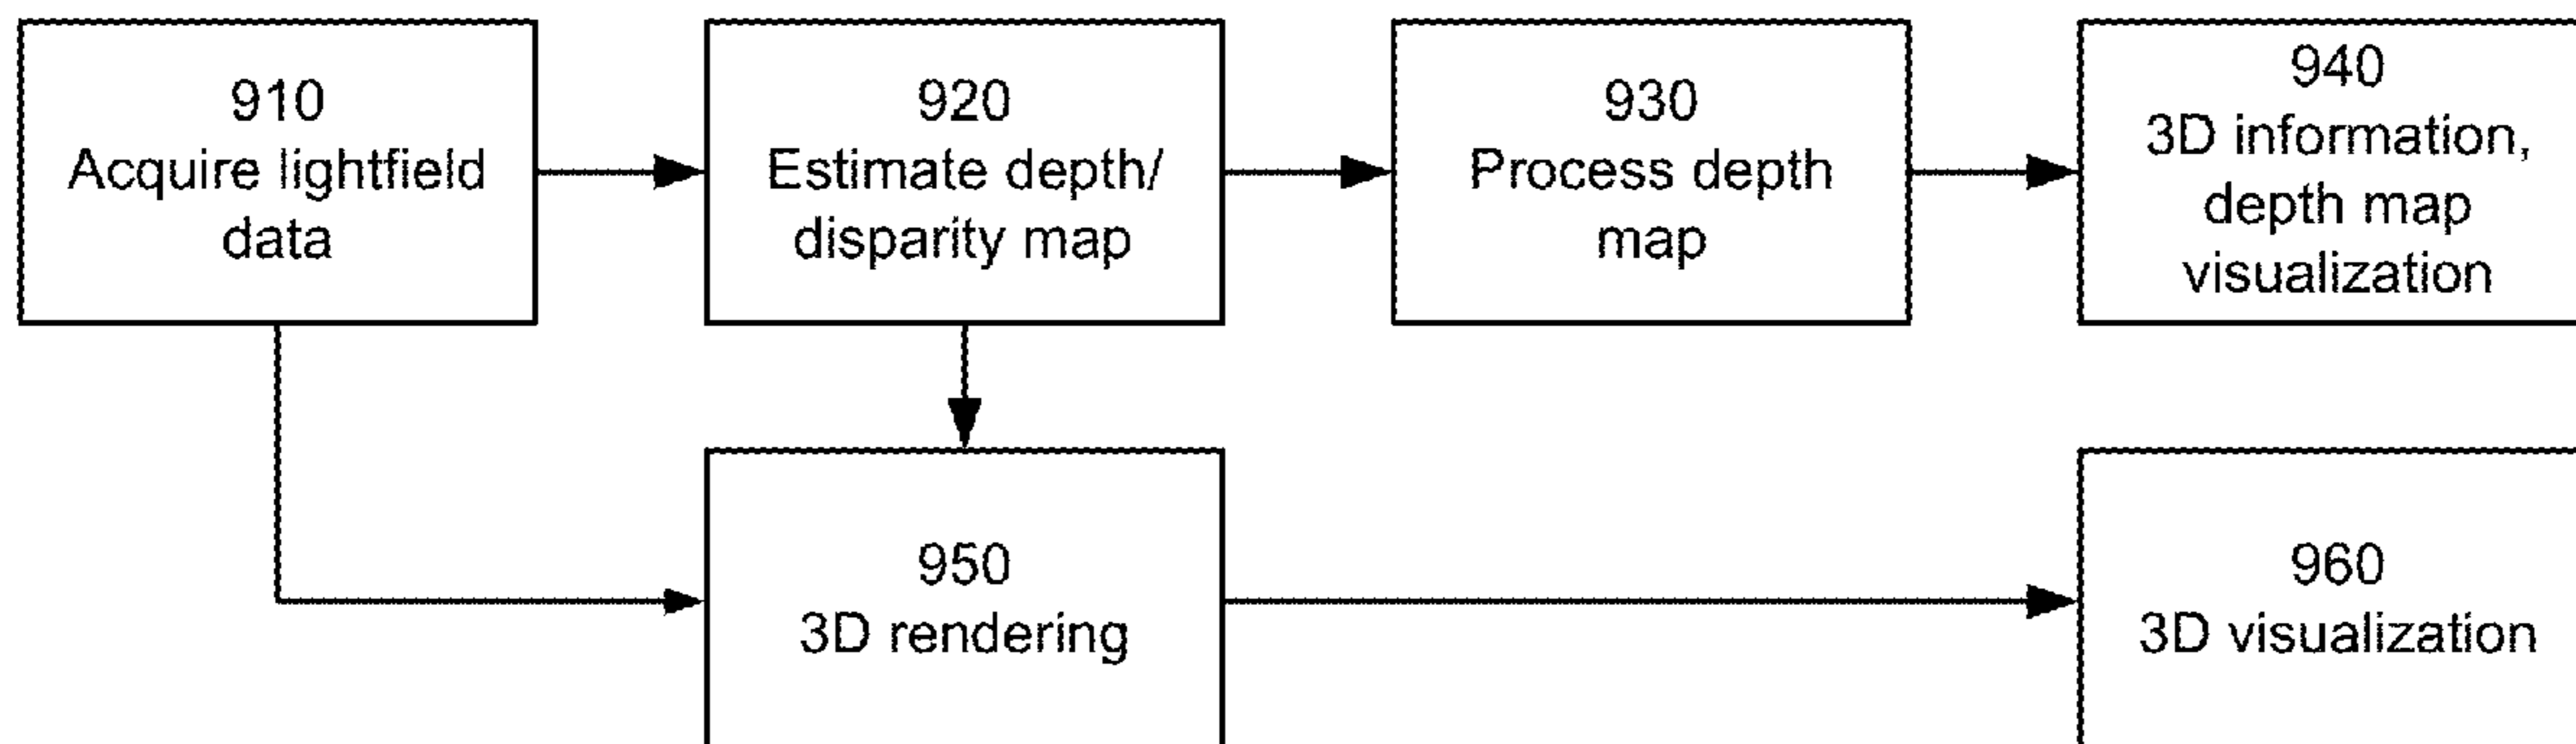 910
Acquire lightfield
data
920
Estimate depth/
disparity map
930
Process depth
map
940
3D information,
depth map
visualization
950
3D rendering
960
3D visualization